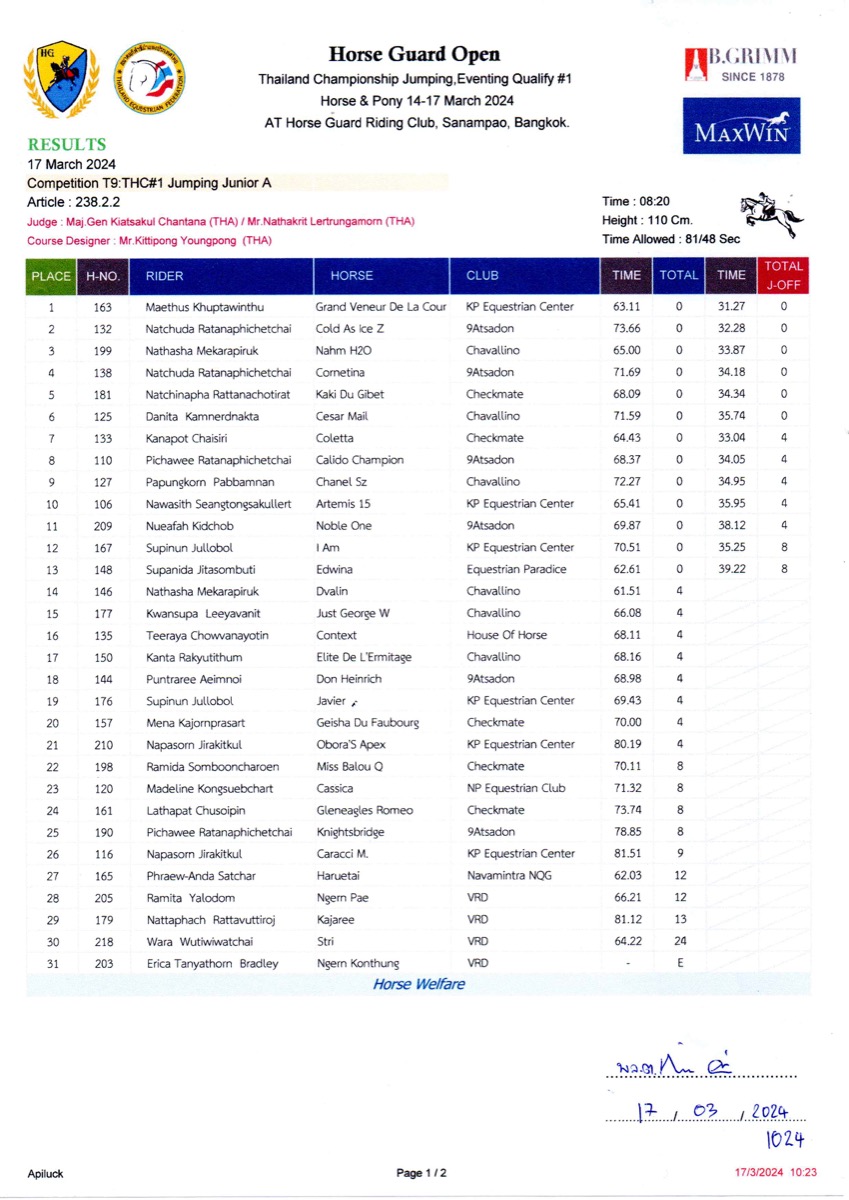 HG
THAILAND EQUESTRIAN FEDERATION
Horse Guard Open
Thailand Championship Jumping,Eventing Qualify #1
Horse & Pony 14-17 March 2024
AT Horse Guard Riding Club, Sanampao, Bangkok.
B.GRIMM
SINCE 1878
MAXWIN
RESULTS
17 March 2024
Competition T9:THC#1 Jumping Junior A
Article : 238.2.2
Judge : Maj.Gen Kiatsakul Chantana (THA) / Mr.Nathakrit Lertrungamorn (THA)
Course Designer : Mr.Kittipong Youngpong (THA)
Time : 08:20
Height : 110 Cm.
Time Allowed : 81/48 Sec
PLACE H-NO. RIDER HORSE CLUB TIME TOTAL TIME TOTAL J-OFF
1 163 Maethus Khuptawinthu Grand Veneur De La Cour KP Equestrian Center 63.11 0 31.27 0
2 132 Natchuda Ratanaphichetchai Cold As Ice Z 9Atsadon 73.66 0 32.28 0
3 199 Nathasha Mekarapiruk Nahm H2O Chavallino 65.00 0 33.87 0
4 138 Natchuda Ratanaphichetchai Cornetina 9Atsadon 71.69 0 34.18 0
5 181 Natchinapha Rattanachotirat Kaki Du Gibet Checkmate 68.09 0 34.34 0
6 125 Danita Kamnerdnakta Cesar Mail Chavallino 71.59 0 35.74 0
7 133 Kanapot Chaisiri Coletta Checkmate 64.43 0 33.04 4
8 110 Pichawee Ratanaphichetchai Calido Champion 9Atsadon 68.37 0 34.05 4
9 127 Papungkorn Pabbamnan Chanel Sz Chavallino 72.27 0 34.95 4
10 106 Nawasith Seangtongsakullert Artemis 15 KP Equestrian Center 65.41 0 35.95 4
11 209 Nueafah Kidchob Noble One 9Atsadon 69.87 0 38.12 4
12 167 Supinun Jullobol I Am KP Equestrian Center 70.51 0 35.25 8
13 148 Supanida Jitasombuti Edwina Equestrian Paradice 62.61 0 39.22 8
14 146 Nathasha Mekarapiruk Dvalin Chavallino 61.51 4
15 177 Kwansupa Leeyavanit Just George W Chavallino 66.08 4
16 135 Teeraya Chowvanayotin Context House Of Horse 68.11 4
17 150 Kanta Rakyutithum Elite De L'Ermitage Chavallino 68.16 4
18 144 Puntraree Aeimnoi Don Heinrich 9Atsadon 68.98 4
19 176 Supinun Jullobol Javier KP Equestrian Center 69.43 4
20 157 Mena Kajornprasart Geisha Du Faubourg Checkmate 70.00 4
21 210 Napasorn Jirakitkul Obora'S Apex KP Equestrian Center 80.19 4
22 198 Ramida Sombooncharoen Miss Balou Q Checkmate 70.11 8
23 120 Madeline Kongsuebchart Cassica NP Equestrian Club 71.32 8
24 161 Lathapat Chusoipin Gleneagles Romeo Checkmate 73.74 8
25 190 Pichawee Ratanaphichetchai Knightsbridge 9Atsadon 78.85 8
26 116 Napasorn Jirakitkul Caracci M. KP Equestrian Center 81.51 9
27 165 Phraew-Anda Satchar Haruetai Navamintra NQG 62.03 12
28 205 Ramita Yalodom Ngern Pae VRD 66.21 12
29 179 Nattaphach Rattavuttiroj Kajaree VRD 81.12 13
30 218 Wara Wutiwiwatchai Stri VRD 64.22 24
31 203 Erica Tanyathorn Bradley Ngern Konthung VRD - E
Horse Welfare
17 / 03 / 2024
1024
Apiluck
Page 1 / 2
17/3/2024 10:23